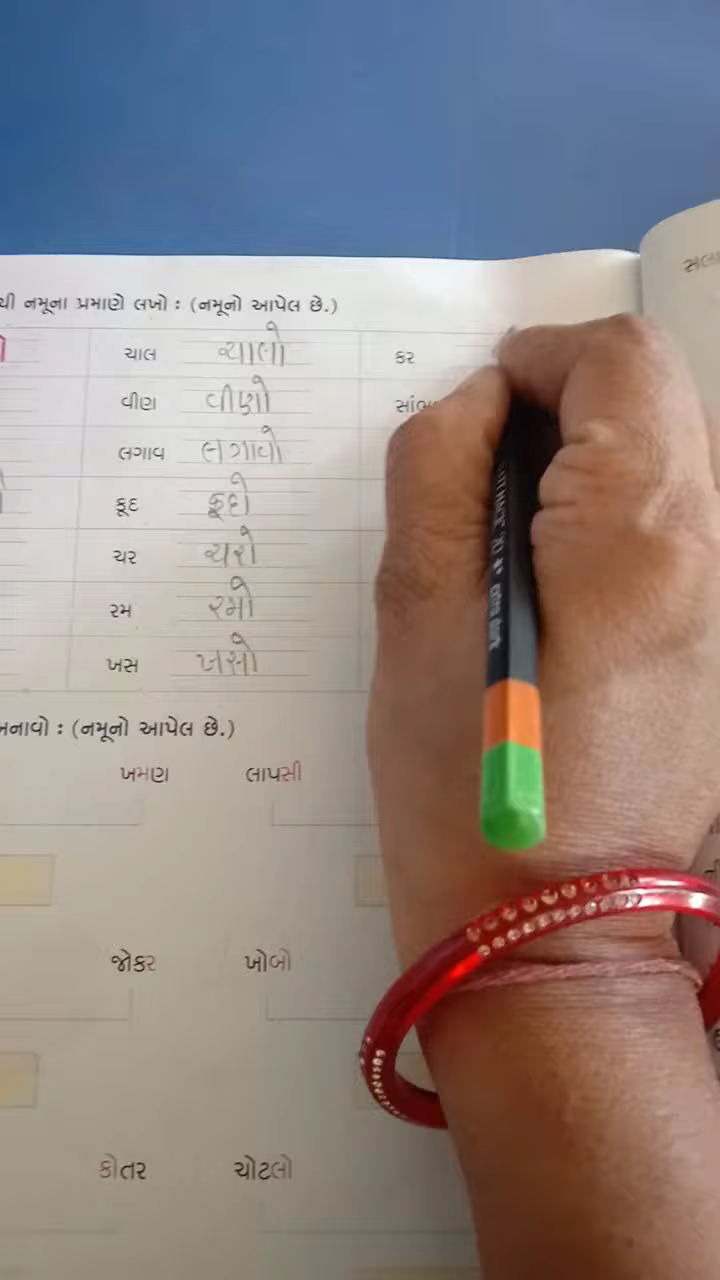 થી નમૂના પ્રમાણે લખો : (નમૂનો આપેલ છે.)
ચાલ ચાલો કર
વીણ વીણો
લગાવ લગાવો
કૂદ કૂદો
ચર ચરો
રમ રમો
ખસ ખસો
બનાવો : (નમૂનો આપેલ છે.)
ખમણ લાપસી
જોકર ખોબો
કોતર ચોટલો